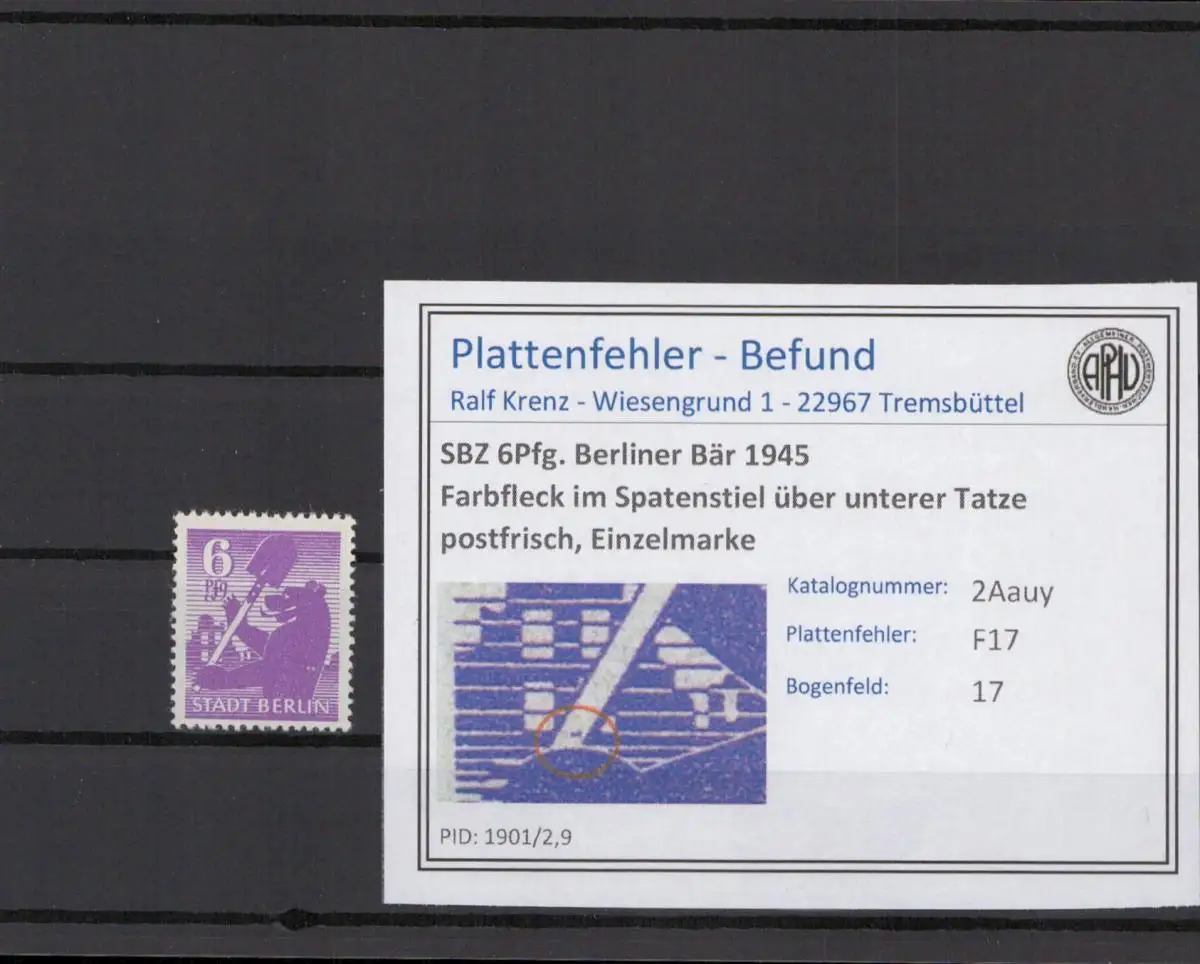 6
Pfg
STADT BERLIN
Plattenfehler - Befund
Ralf Krenz - Wiesengrund 1 - 22967 Tremsbüttel
APHV
SBZ 6Pfg. Berliner Bär 1945
Farbfleck im Spatenstiel über unterer Tatze
postfrisch, Einzelmarke
Katalognummer: 2Aauy
Plattenfehler: F17
Bogenfeld: 17
PID: 1901/2,9